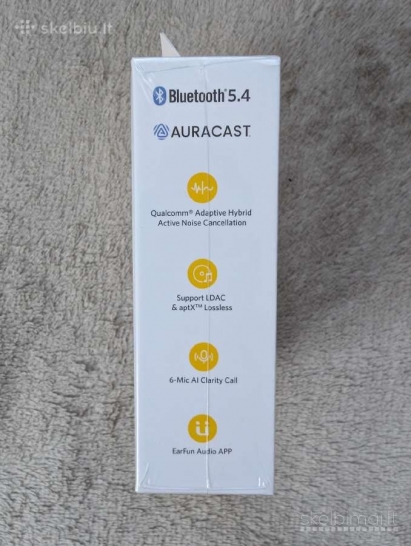 skelbiu.lt
Bluetooth® 5.4
AURACAST
Qualcomm® Adaptive Hybrid
Active Noise Cancellation
Support LDAC
& aptX™ Lossless
6-Mic AI Clarity Call
EarFun Audio APP
skelbimai.lt